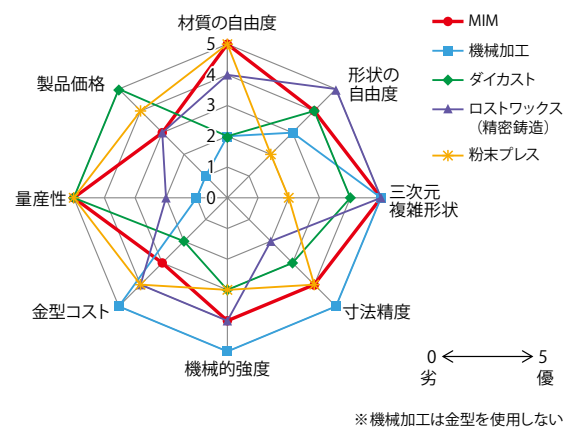 材質の自由度
形状の
自由度
三次元
複雑形状
寸法精度
機械的強度
金型コスト
量産性
製品価格
5
4
3
2
1
0
MIM
機械加工
ダイカスト
ロストワックス
（精密鋳造）
粉末プレス
0 5
劣 優
※機械加工は金型を使用しない